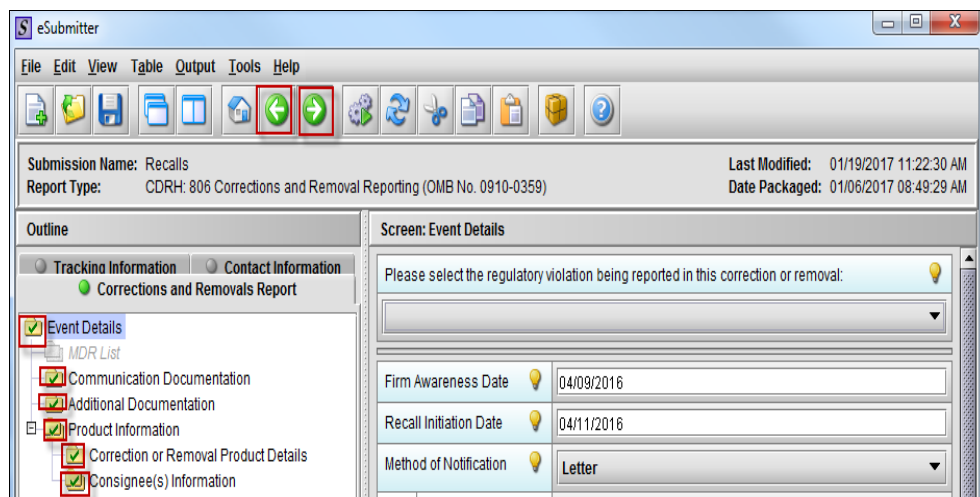 S eSubmitter
File Edit View Table Output Tools Help
Submission Name: Recalls
Report Type: CDRH: 806 Corrections and Removal Reporting (OMB No. 0910-0359)
Last Modified: 01/19/2017 11:22:30 AM
Date Packaged: 01/06/2017 08:49:29 AM
Outline
Tracking Information Contact Information
Corrections and Removals Report
Event Details
MDR List
Communication Documentation
Additional Documentation
Product Information
Correction or Removal Product Details
Consignee(s) Information
Screen: Event Details
Please select the regulatory violation being reported in this correction or removal:
Firm Awareness Date 04/09/2016
Recall Initiation Date 04/11/2016
Method of Notification Letter